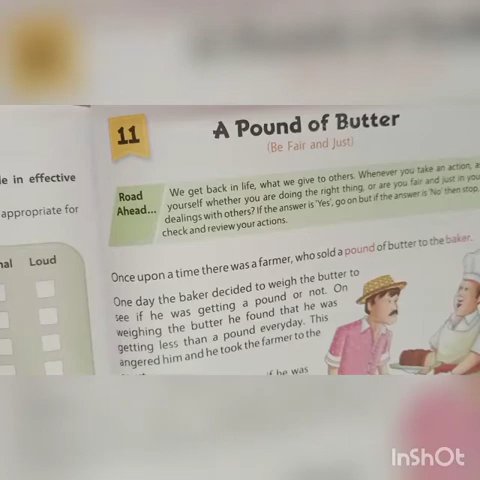 le in effective
appropriate for
nal Loud
11
A Pound of Butter
(Be Fair and Just)
Road
Ahead...
We get back in life, what we give to others. Whenever you take an action, a
yourself whether you are doing the right thing, or are you fair and just in you
dealings with others? If the answer is 'Yes', go on but if the answer is 'No' then stop,
check and review your actions.
Once upon a time there was a farmer, who sold a pound of butter to the baker.
One day the baker decided to weigh the butter to
see if he was getting a pound or not. On
weighing the butter he found that he was
getting less than a pound everyday. This
angered him and he took the farmer to the
if he was
InShOt